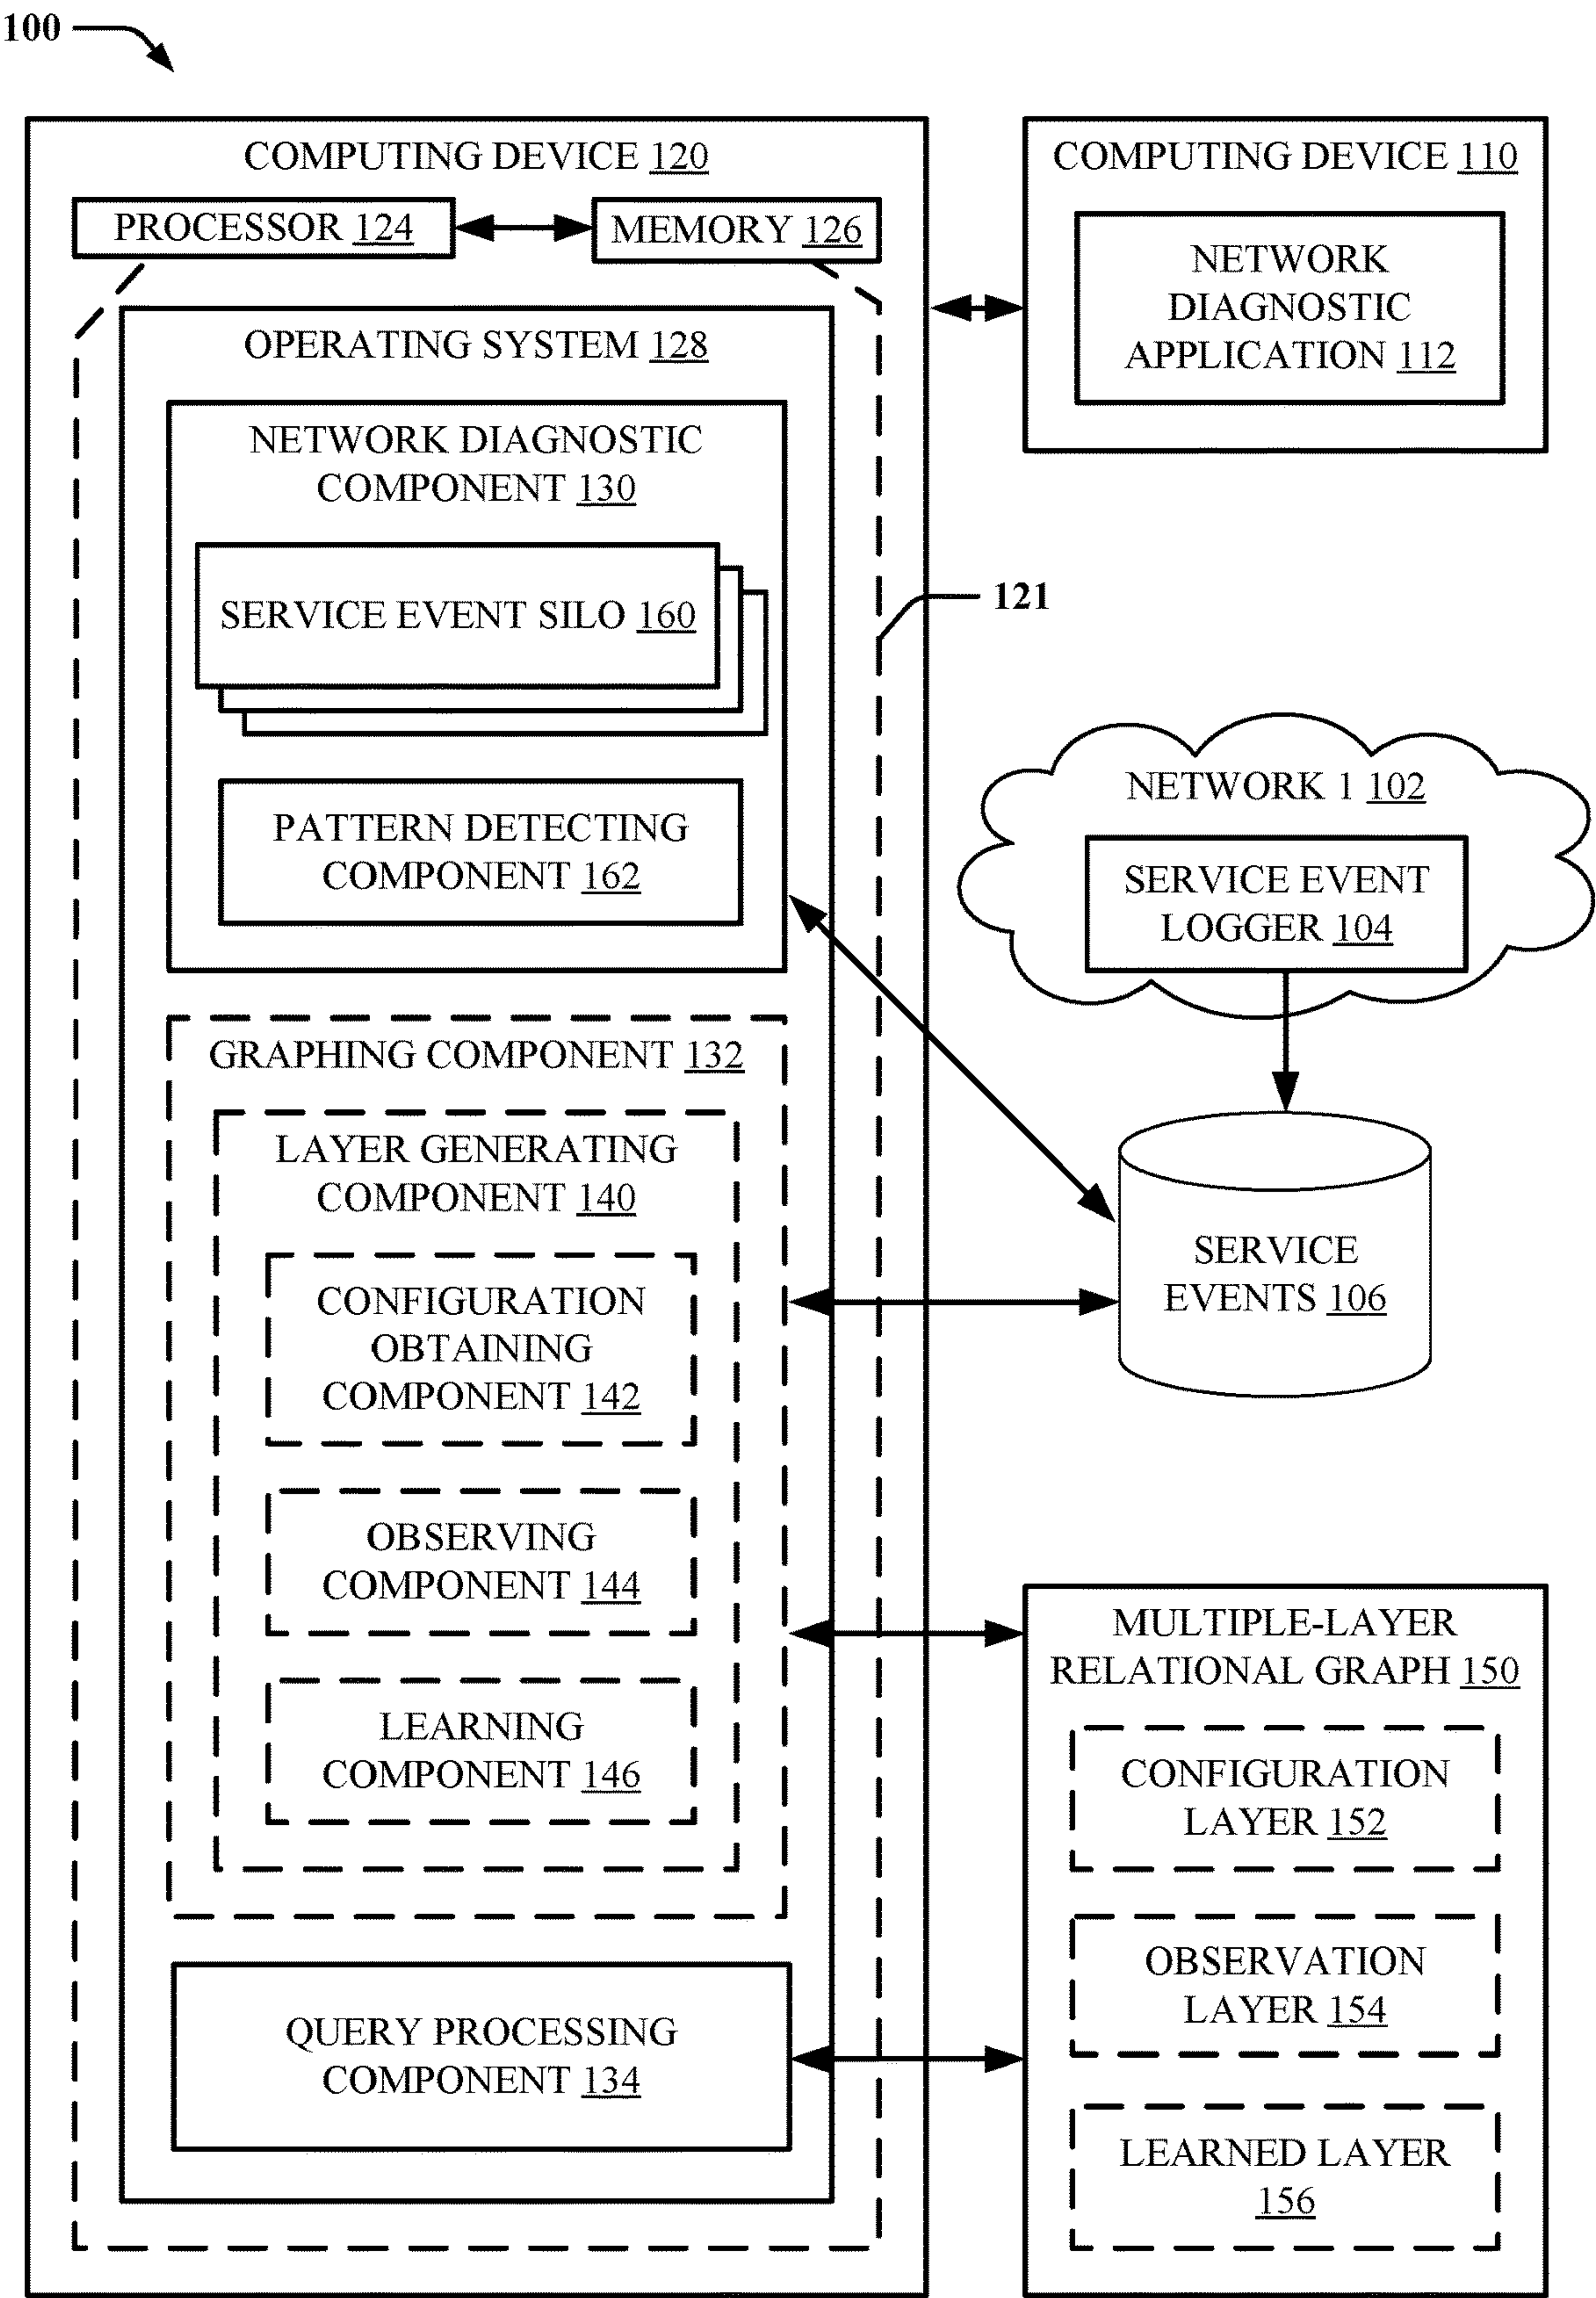 100
COMPUTING DEVICE 120
PROCESSOR 124
MEMORY 126
OPERATING SYSTEM 128
NETWORK DIAGNOSTIC
COMPONENT 130
SERVICE EVENT SILO 160
PATTERN DETECTING
COMPONENT 162
GRAPHING COMPONENT 132
LAYER GENERATING
COMPONENT 140
CONFIGURATION
OBTAINING
COMPONENT 142
OBSERVING
COMPONENT 144
LEARNING
COMPONENT 146
QUERY PROCESSING
COMPONENT 134
121
COMPUTING DEVICE 110
NETWORK
DIAGNOSTIC
APPLICATION 112
NETWORK 1 102
SERVICE EVENT
LOGGER 104
SERVICE
EVENTS 106
MULTIPLE-LAYER
RELATIONAL GRAPH 150
CONFIGURATION
LAYER 152
OBSERVATION
LAYER 154
LEARNED LAYER
156